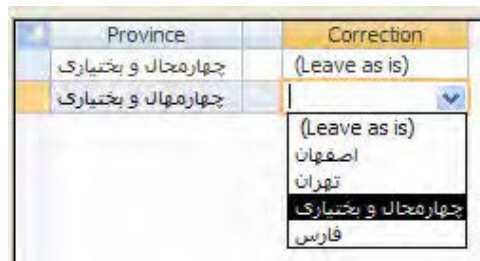 Province Correction
چهارمحال و بختیاری (Leave as is)
چهارمهال و بختیاری
(Leave as is)
اصفهان
تهران
چهارمحال و بختیاری
فارس